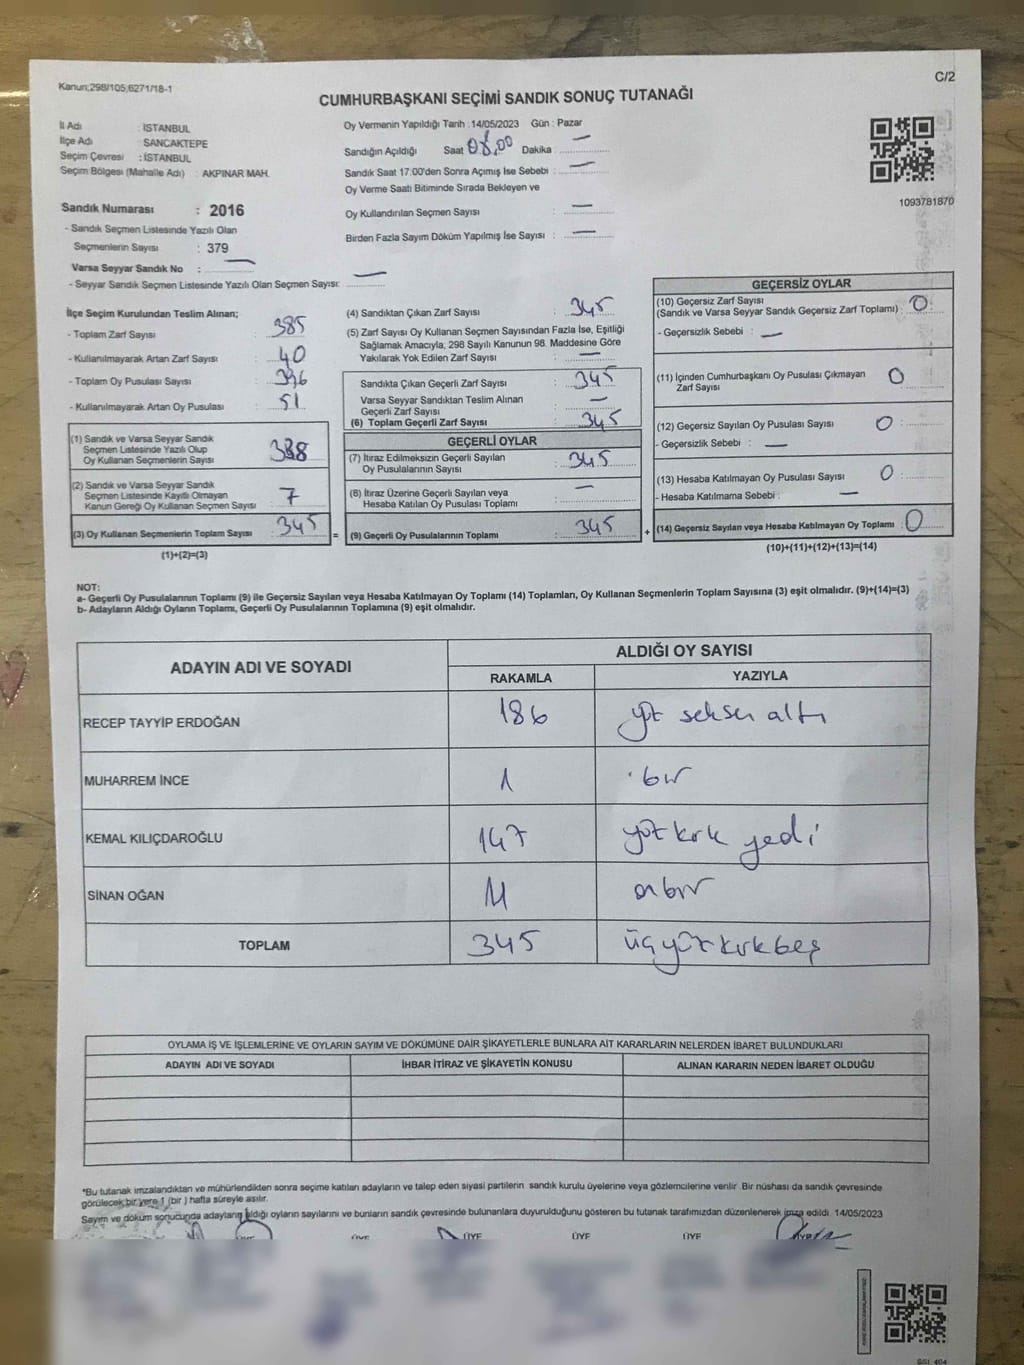 Kanun;298/105;6271/18-1
C/2
CUMHURBAŞKANI SEÇİMİ SANDIK SONUÇ TUTANAĞI
İl Adı : İSTANBUL
İlçe Adı : SANCAKTEPE
Seçim Çevresi : İSTANBUL
Seçim Bölgesi (Mahalle Adı) : AKPINAR MAH.
Oy Vermenin Yapıldığı Tarih :14/05/2023 Gün : Pazar
Sandığın Açıldığı Saat 08,00 Dakika : —
Sandık Saat 17:00'den Sonra Açımış İse Sebebi : —
Oy Verme Saati Bitiminde Sırada Bekleyen ve
Oy Kullandırılan Seçmen Sayısı : —
Birden Fazla Sayım Döküm Yapılmış İse Sayısı : —
1093781870
Sandık Numarası : 2016
- Sandık Seçmen Listesinde Yazılı Olan
Seçmenlerin Sayısı : 379
Varsa Seyyar Sandık No : —
- Seyyar Sandık Seçmen Listesinde Yazılı Olan Seçmen Sayısı: —
İlçe Seçim Kurulundan Teslim Alınan;
- Toplam Zarf Sayısı : 385
- Kullanılmayarak Artan Zarf Sayısı : 40
- Toplam Oy Pusulası Sayısı : 396
- Kullanılmayarak Artan Oy Pusulası : 51
(1) Sandık ve Varsa Seyyar Sandık
Seçmen Listesinde Yazılı Olup
Oy Kullanan Seçmenlerin Sayısı : 338
(2) Sandık ve Varsa Seyyar Sandık
Seçmen Listesinde Kayıtlı Olmayan
Kanun Gereği Oy Kullanan Seçmen Sayısı : 7
(3) Oy Kullanan Seçmenlerin Toplam Sayısı : 345
(1)+(2)=(3)
(4) Sandıktan Çıkan Zarf Sayısı : 345
(5) Zarf Sayısı Oy Kullanan Seçmen Sayısından Fazla İse, Eşitliği
Sağlamak Amacıyla, 298 Sayılı Kanunun 98. Maddesine Göre
Yakılarak Yok Edilen Zarf Sayısı : —
Sandıkta Çıkan Geçerli Zarf Sayısı : 345
Varsa Seyyar Sandıktan Teslim Alınan
Geçerli Zarf Sayısı : —
(6) Toplam Geçerli Zarf Sayısı : 345
GEÇERLİ OYLAR
(7) İtiraz Edilmeksizin Geçerli Sayılan
Oy Pusulalarının Sayısı : 345
(8) İtiraz Üzerine Geçerli Sayılan veya
Hesaba Katılan Oy Pusulası Toplamı : —
= (9) Geçerli Oy Pusulalarının Toplamı : 345 +
GEÇERSİZ OYLAR
(10) Geçersiz Zarf Sayısı
(Sandık ve Varsa Seyyar Sandık Geçersiz Zarf Toplamı) : 0
- Geçersizlik Sebebi : —
(11) İçinden Cumhurbaşkanı Oy Pusulası Çıkmayan
Zarf Sayısı : 0
(12) Geçersiz Sayılan Oy Pusulası Sayısı : 0
- Geçersizlik Sebebi : —
(13) Hesaba Katılmayan Oy Pusulası Sayısı : 0
- Hesaba Katılmama Sebebi : —
(14) Geçersiz Sayılan veya Hesaba Katılmayan Oy Toplamı : 0
(10)+(11)+(12)+(13)=(14)
NOT:
a- Geçerli Oy Pusulalarının Toplamı (9) ile Geçersiz Sayılan veya Hesaba Katılmayan Oy Toplamı (14) Toplamları, Oy Kullanan Seçmenlerin Toplam Sayısına (3) eşit olmalıdır. (9)+(14)=(3)
b- Adayların Aldığı Oyların Toplamı, Geçerli Oy Pusulalarının Toplamına (9) eşit olmalıdır.
ADAYIN ADI VE SOYADI
ALDIĞI OY SAYISI
RAKAMLA YAZIYLA
RECEP TAYYİP ERDOĞAN 186 yüz seksen altı
MUHARREM İNCE 1 bir
KEMAL KILIÇDAROĞLU 147 yüz kırk yedi
SİNAN OĞAN 11 onbir
TOPLAM 345 üçyüzkırkbeş
OYLAMA İŞ VE İŞLEMLERİNE VE OYLARIN SAYIM VE DÖKÜMÜNE DAİR ŞİKAYETLERLE BUNLARA AİT KARARLARIN NELERDEN İBARET BULUNDUKLARI
ADAYIN ADI VE SOYADI İHBAR İTİRAZ VE ŞİKAYETİN KONUSU ALINAN KARARIN NEDEN İBARET OLDUĞU
*Bu tutanak imzalandıktan ve mühürlendikten sonra seçime katılan adayların ve talep eden siyasi partilerin sandık kurulu üyelerine veya gözlemcilerine verilir. Bir nüshası da sandık çevresinde
görülecek bir yere 1 (bir ) hafta süreyle asılır.
Sayım ve döküm sonucunda adayların aldığı oyların sayılarını ve bunların sandık çevresinde bulunanlara duyurulduğunu gösteren bu tutanak tarafımızdan düzenlenerek imza edildi. 14/05/2023
ÜYE ÜYE ÜYE ÜYE